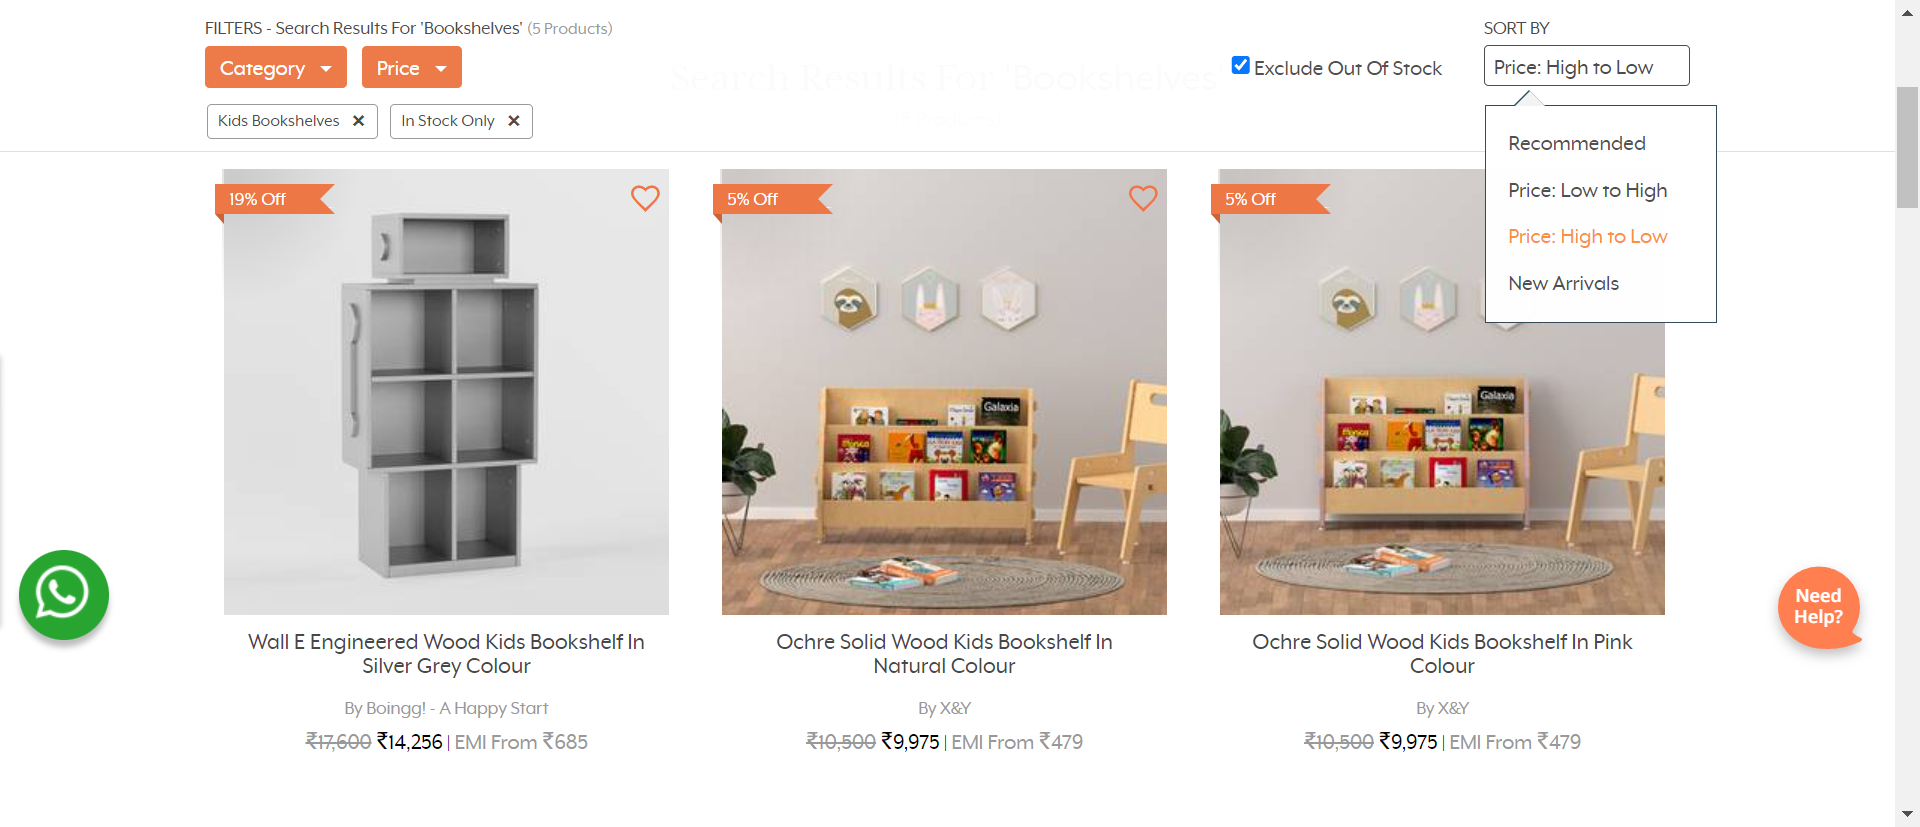 FILTERS - Search Results For 'Bookshelves' (5 Products)
SORT BY
Category
Price
Search Results For 'Bookshelves'
Exclude Out Of Stock
Price: High to Low
Kids Bookshelves ✕
In Stock Only ✕
Recommended
Price: Low to High
Price: High to Low
New Arrivals
19% Off
5% Off
5% Off
Galaxia
Galaxia
Need
Help?
Wall E Engineered Wood Kids Bookshelf In
Silver Grey Colour
By Boingg! - A Happy Start
₹17,600 ₹14,256 | EMI From ₹685
Ochre Solid Wood Kids Bookshelf In
Natural Colour
By X&Y
₹10,500 ₹9,975 | EMI From ₹479
Ochre Solid Wood Kids Bookshelf In Pink
Colour
By X&Y
₹10,500 ₹9,975 | EMI From ₹479